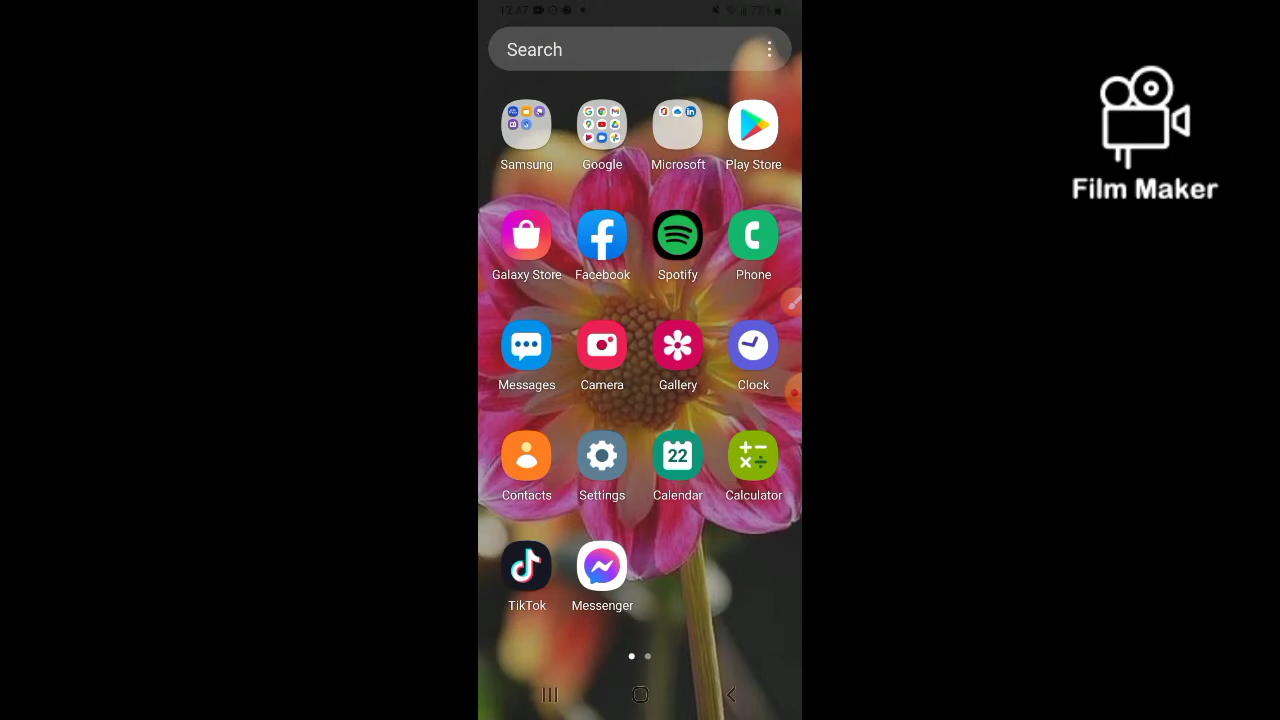 Search
Samsung Google Microsoft Play Store
Galaxy Store Facebook Spotify Phone
Messages Camera Gallery Clock
22
Contacts Settings Calendar Calculator
TikTok Messenger
Film Maker